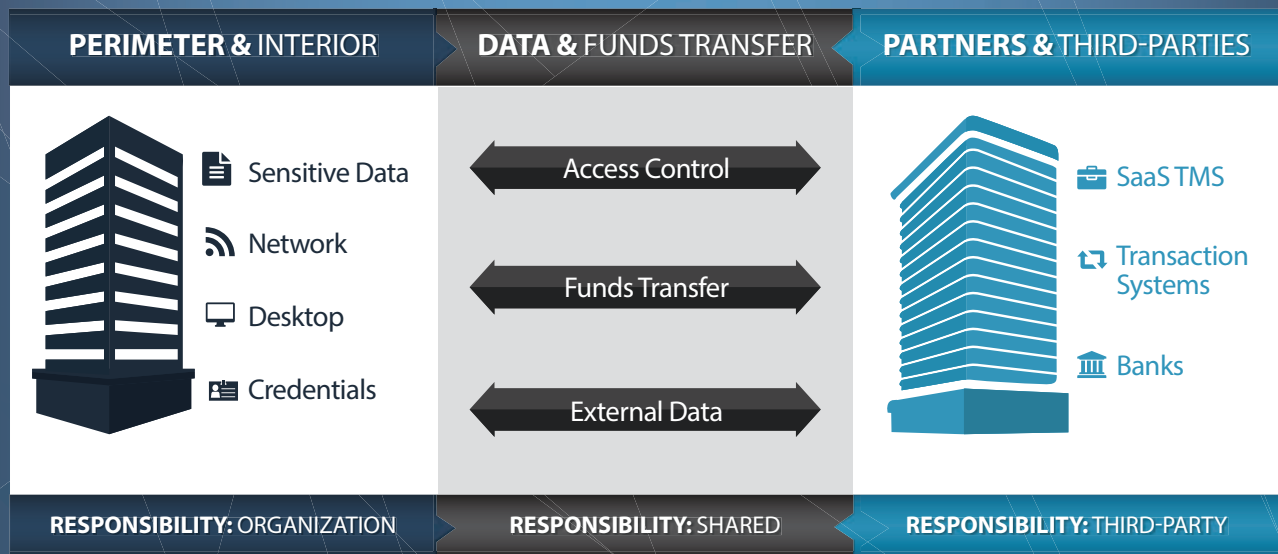 PERIMETER & INTERIOR
DATA & FUNDS TRANSFER
PARTNERS & THIRD-PARTIES
Sensitive Data
Network
Desktop
Credentials
Access Control
Funds Transfer
External Data
SaaS TMS
Transaction
Systems
Banks
RESPONSIBILITY: ORGANIZATION
RESPONSIBILITY: SHARED
RESPONSIBILITY: THIRD-PARTY